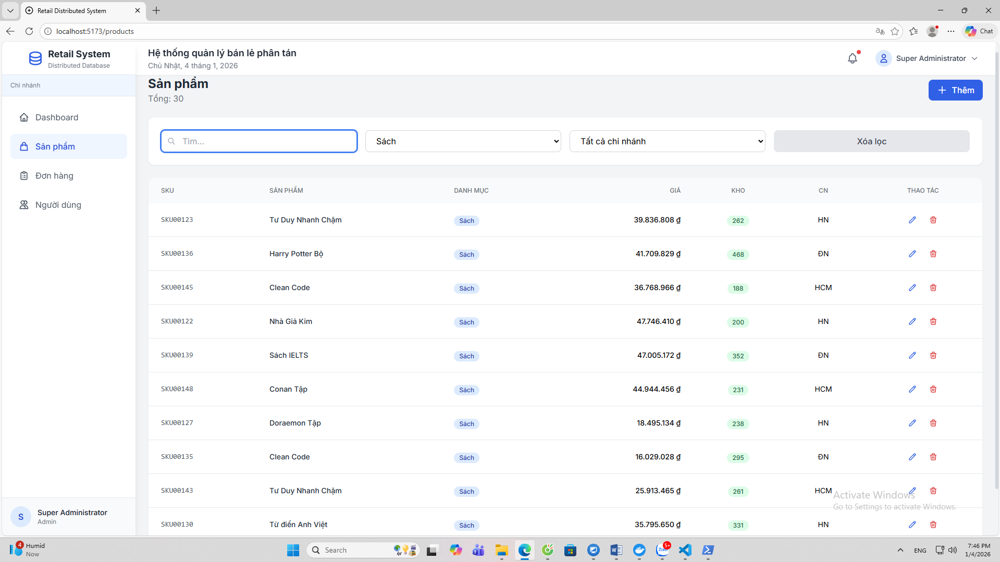 Retail Distributed System
localhost:5173/products
Chat
Retail System
Distributed Database
Hệ thống quản lý bán lẻ phân tán
Chủ Nhật, 4 tháng 1, 2026
Super Administrator
Chi nhánh
Dashboard
Sản phẩm
Đơn hàng
Người dùng
Sản phẩm
Tổng: 30
Thêm
Tìm...
Sách
Tất cả chi nhánh
Xóa lọc
SKU SẢN PHẨM DANH MỤC GIÁ KHO CN THAO TÁC
SKU00123 Tư Duy Nhanh Chậm Sách 39.836.808 ₫ 262 HN
SKU00136 Harry Potter Bộ Sách 41.709.829 ₫ 468 ĐN
SKU00145 Clean Code Sách 36.768.966 ₫ 188 HCM
SKU00122 Nhà Giả Kim Sách 47.746.410 ₫ 200 HN
SKU00139 Sách IELTS Sách 47.005.172 ₫ 352 ĐN
SKU00148 Conan Tập Sách 44.944.456 ₫ 231 HCM
SKU00127 Doraemon Tập Sách 18.495.134 ₫ 238 HN
SKU00135 Clean Code Sách 16.029.028 ₫ 295 ĐN
SKU00143 Tư Duy Nhanh Chậm Sách 25.913.465 ₫ 261 HCM
SKU00130 Từ điển Anh Việt Sách 35.795.650 ₫ 331 HN
Activate Windows
Go to Settings to activate Windows.
S
Super Administrator
Admin
4
Humid
Now
Search
Zalo
5+
ENG
7:46 PM
1/4/2026